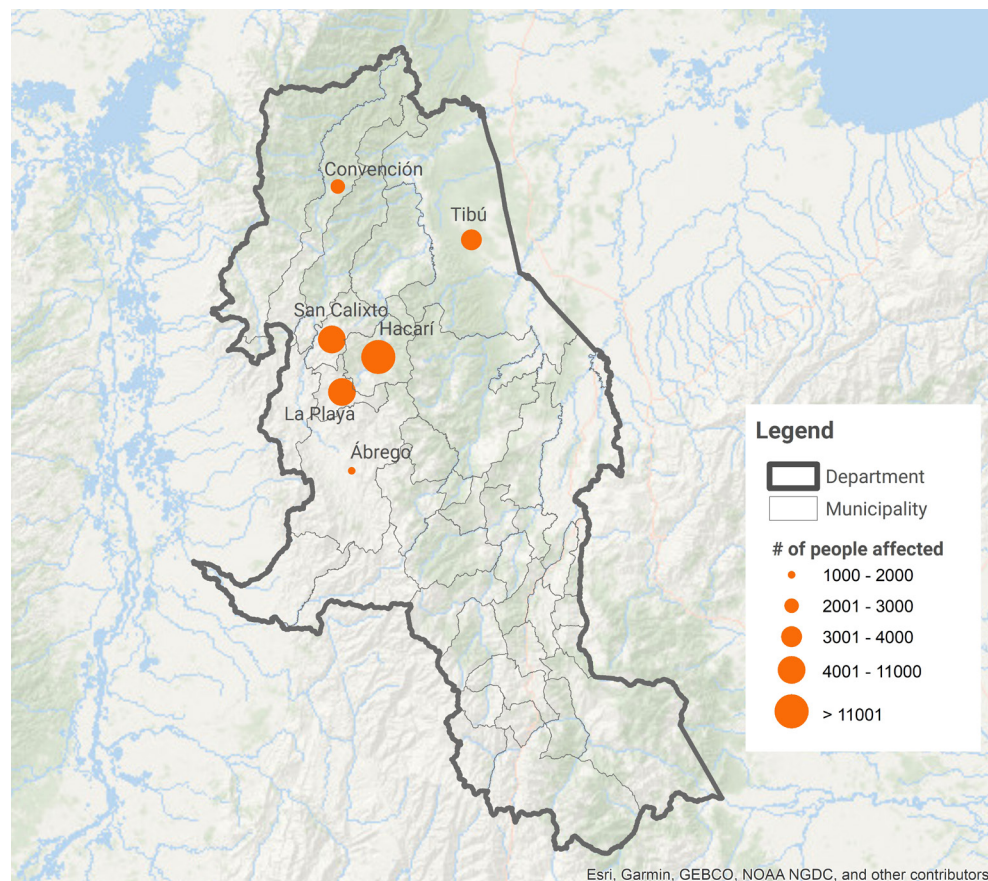 Convención
Tibú
San Calixto
Hacarí
La Playa
Ábrego
Legend
Department
Municipality
# of people affected
1000 - 2000
2001 - 3000
3001 - 4000
4001 - 11000
> 11001
Esri, Garmin, GEBCO, NOAA NGDC, and other contributors